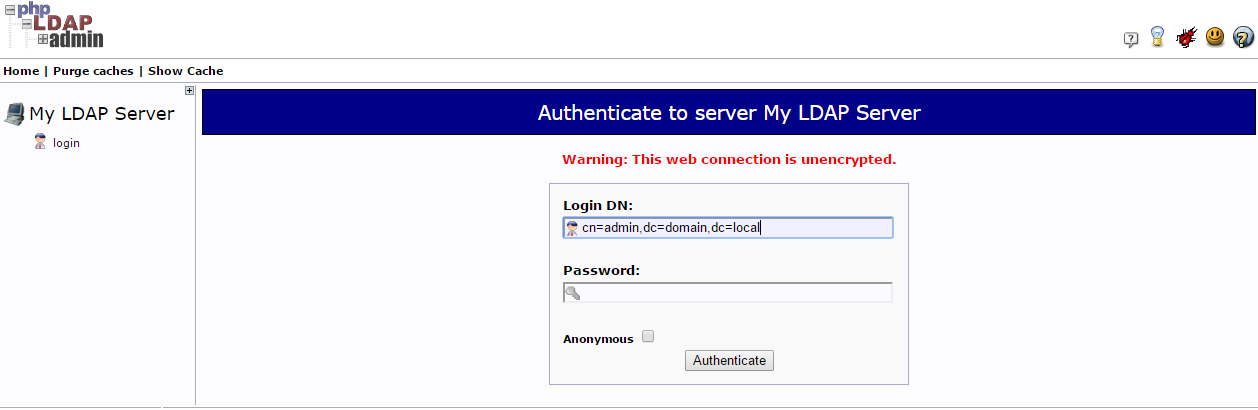 php
LDAP
admin
Home | Purge caches | Show Cache
My LDAP Server
login
Authenticate to server My LDAP Server
Warning: This web connection is unencrypted.
Login DN:
cn=admin,dc=domain,dc=local
Password:
Anonymous
Authenticate